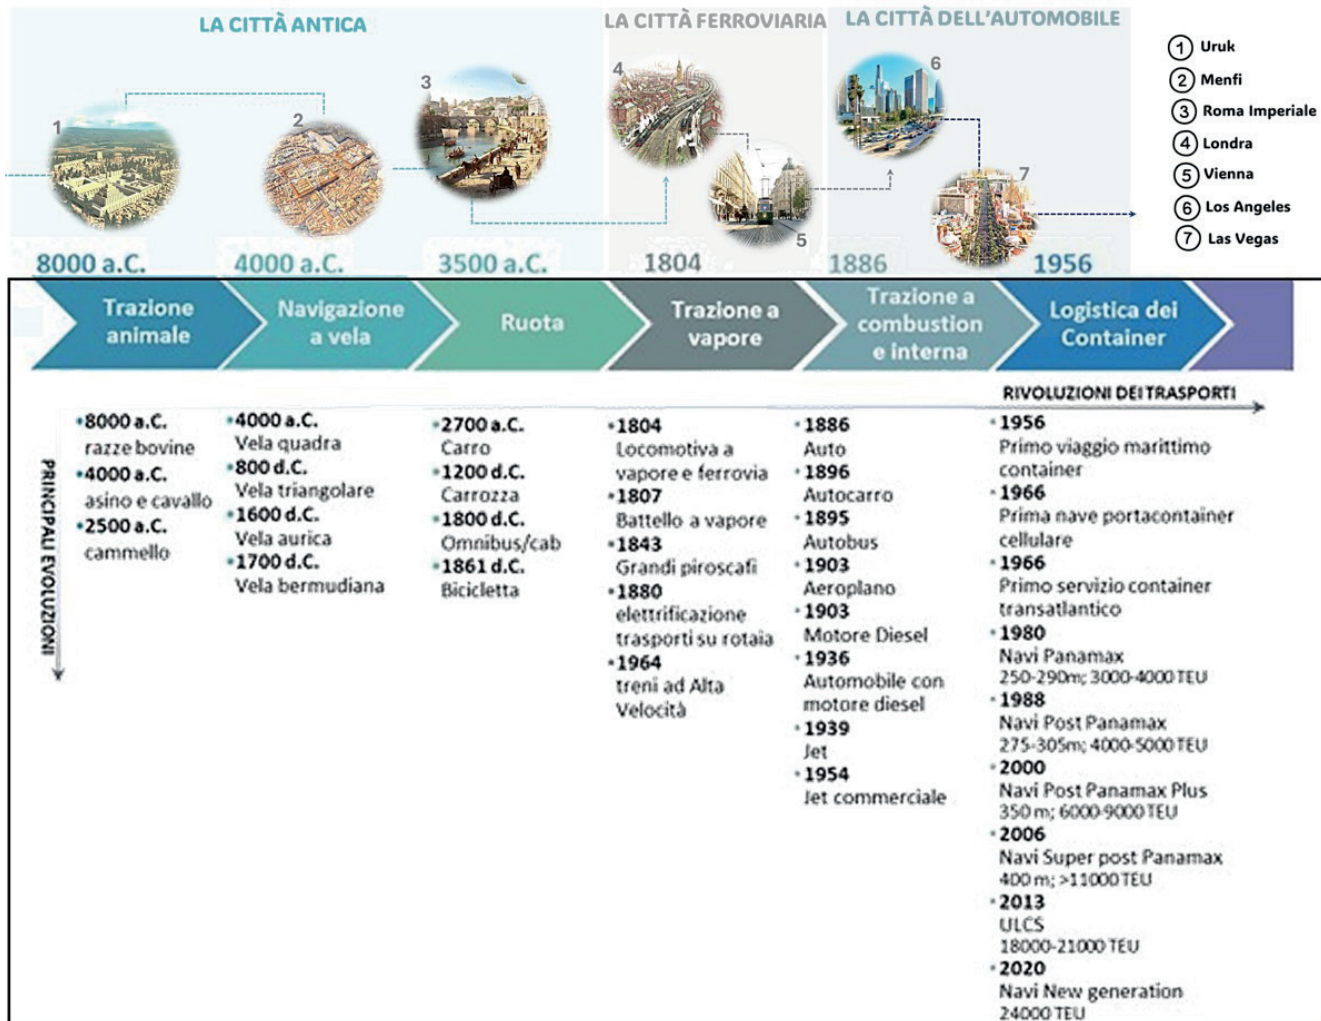 LA CITTÀ ANTICA
LA CITTÀ FERROVIARIA
LA CITTÀ DELL'AUTOMOBILE
1
2
3
4
5
6
7
1 Uruk
2 Menfi
3 Roma Imperiale
4 Londra
5 Vienna
6 Los Angeles
7 Las Vegas
8000 a.C.
4000 a.C.
3500 a.C.
1804
1886
1956
Trazione
animale
Navigazione
a vela
Ruota
Trazione a
vapore
Trazione a
combustion
e interna
Logistica dei
Container
RIVOLUZIONI DEI TRASPORTI
PRINCIPALI EVOLUZIONI
•8000 a.C.
razze bovine
•4000 a.C.
asino e cavallo
•2500 a.C.
cammello
•4000 a.C.
Vela quadra
•800 d.C.
Vela triangolare
•1600 d.C.
Vela aurica
•1700 d.C.
Vela bermudiana
•2700 a.C.
Carro
•1200 d.C.
Carrozza
•1800 d.C.
Omnibus/cab
•1861 d.C.
Bicicletta
•1804
Locomotiva a
vapore e ferrovia
•1807
Battello a vapore
•1843
Grandi piroscafi
•1880
elettrificazione
trasporti su rotaia
•1964
treni ad Alta
Velocità
•1886
Auto
•1896
Autocarro
•1895
Autobus
•1903
Aeroplano
•1903
Motore Diesel
•1936
Automobile con
motore diesel
•1939
Jet
•1954
Jet commerciale
•1956
Primo viaggio marittimo
container
•1966
Prima nave portacontainer
cellulare
•1966
Primo servizio container
transatlantico
•1980
Navi Panamax
250-290m; 3000-4000 TEU
•1988
Navi Post Panamax
275-305m; 4000-5000 TEU
•2000
Navi Post Panamax Plus
350 m; 6000-9000 TEU
•2006
Navi Super post Panamax
400 m; >11000 TEU
•2013
ULCS
18000-21000 TEU
•2020
Navi New generation
24000 TEU